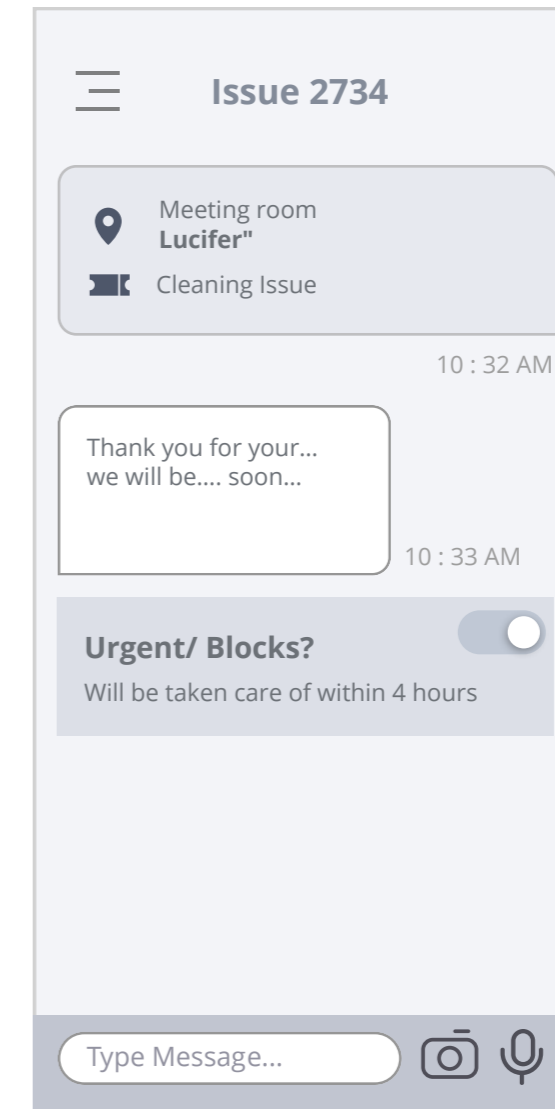 Issue 2734
Meeting room
Lucifer"
Cleaning Issue
10 : 32 AM
Thank you for your...
we will be.... soon...
10 : 33 AM
Urgent/ Blocks?
Will be taken care of within 4 hours
Type Message...